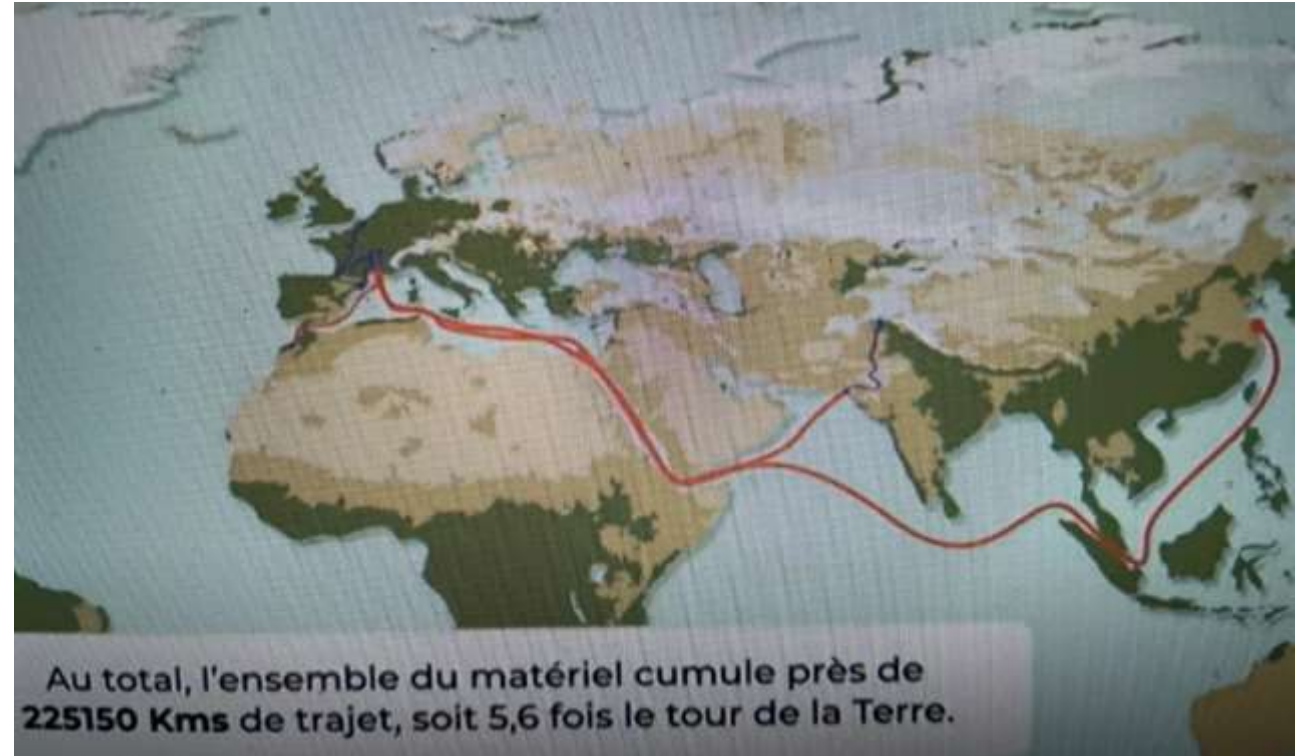 Au total, l'ensemble du matériel cumule près de
225150 Kms de trajet, soit 5,6 fois le tour de la Terre.